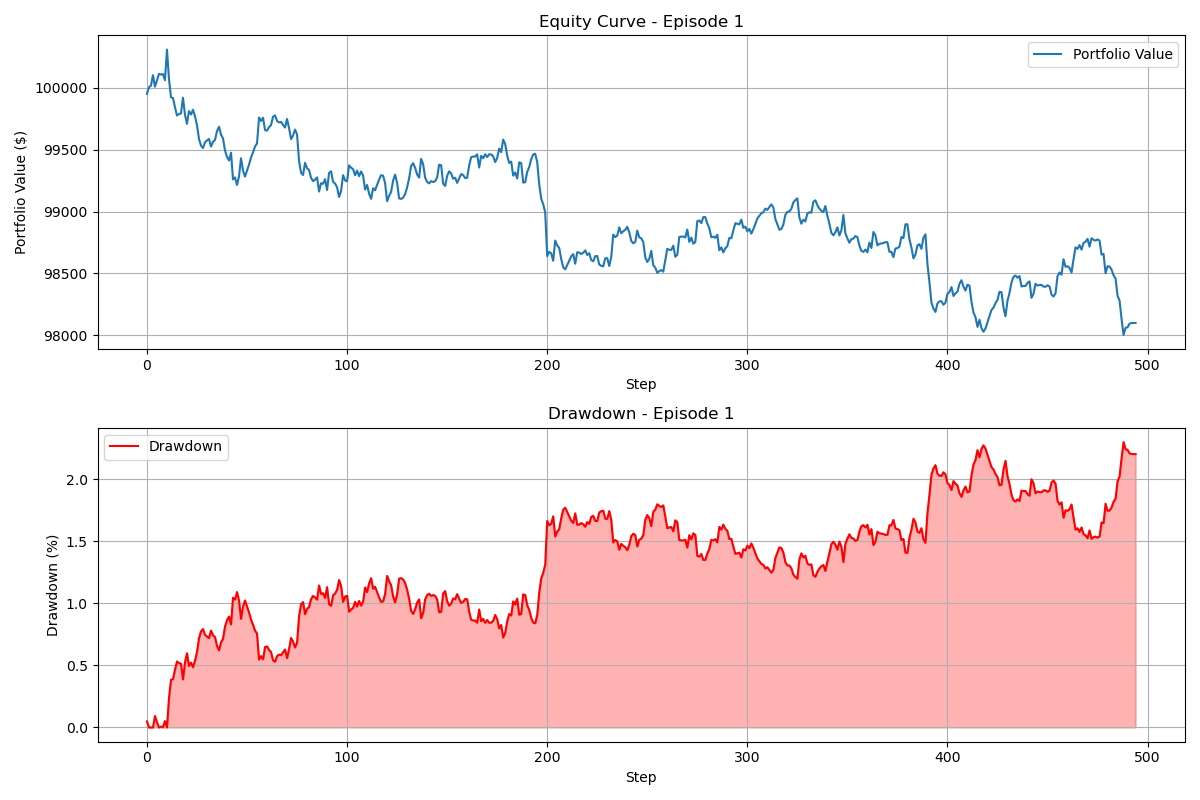 Equity Curve - Episode 1
Portfolio Value
Portfolio Value ($)
100000
99500
99000
98500
98000
0 100 200 300 400 500
Step
Drawdown - Episode 1
Drawdown
Drawdown (%)
2.0
1.5
1.0
0.5
0.0
0 100 200 300 400 500
Step